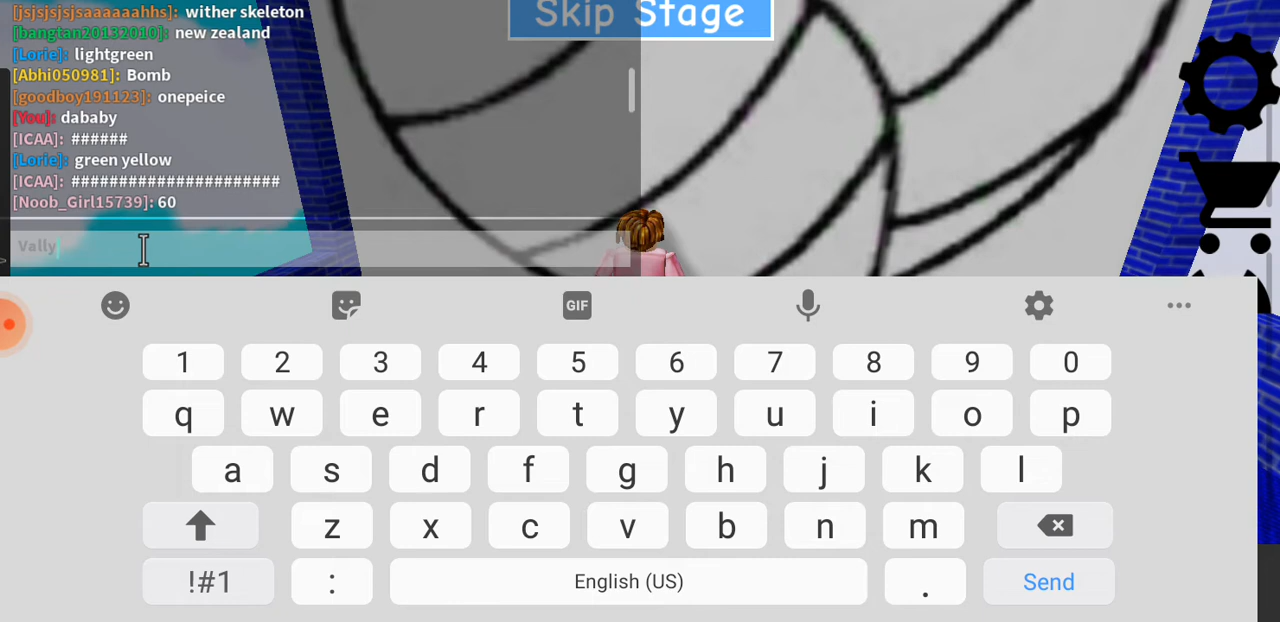 [jsjsjsjsjsaaaaaahhs]: wither skeleton
[bangtan20132010]: new zealand
[Lorie]: lightgreen
[Abhi050981]: Bomb
[goodboy191123]: onepeice
[You]: dababy
[ICAA]: ######
[Lorie]: green yellow
[ICAA]: ######################
[Noob_Girl15739]: 60
Vally
Skip Stage
GIF
1 2 3 4 5 6 7 8 9 0
q w e r t y u i o p
a s d f g h j k l
z x c v b n m
!#1 : English (US) . Send